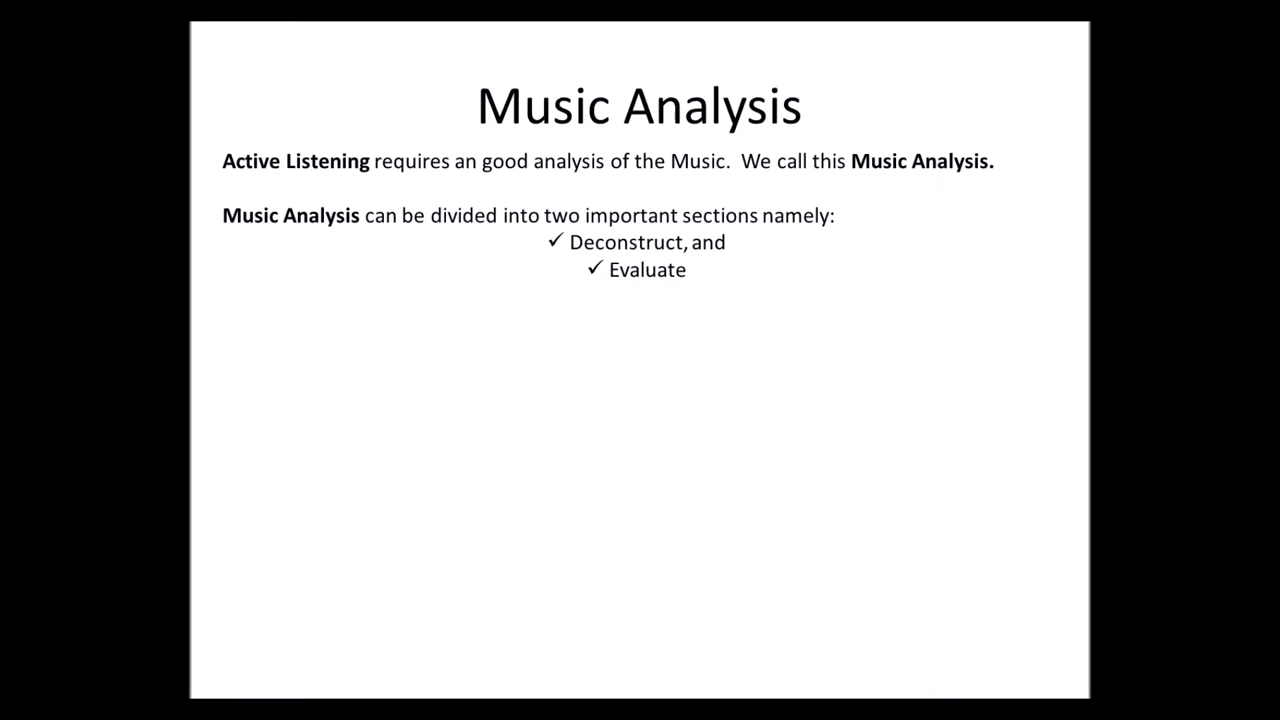 Music Analysis
Active Listening requires an good analysis of the Music.  We call this Music Analysis.
Music Analysis can be divided into two important sections namely:
✓ Deconstruct, and
✓ Evaluate